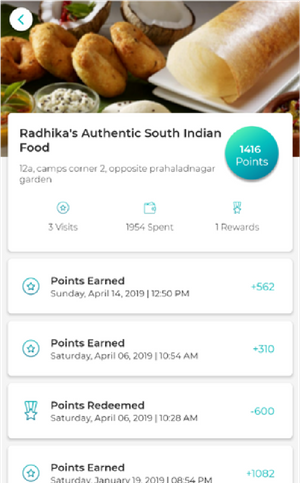 Radhika's Authentic South Indian
Food
1416
Points
12a, camps corner 2, opposite prahaladnagar
garden
3 Visits
1954 Spent
1 Rewards
Points Earned
Sunday, April 14, 2019 | 12:50 PM
+562
Points Earned
Saturday, April 06, 2019 | 10:54 AM
+310
Points Redeemed
Saturday, April 06, 2019 | 10:28 AM
-600
Points Earned
Saturday, January 19, 2019 | 08:54 PM
+1082